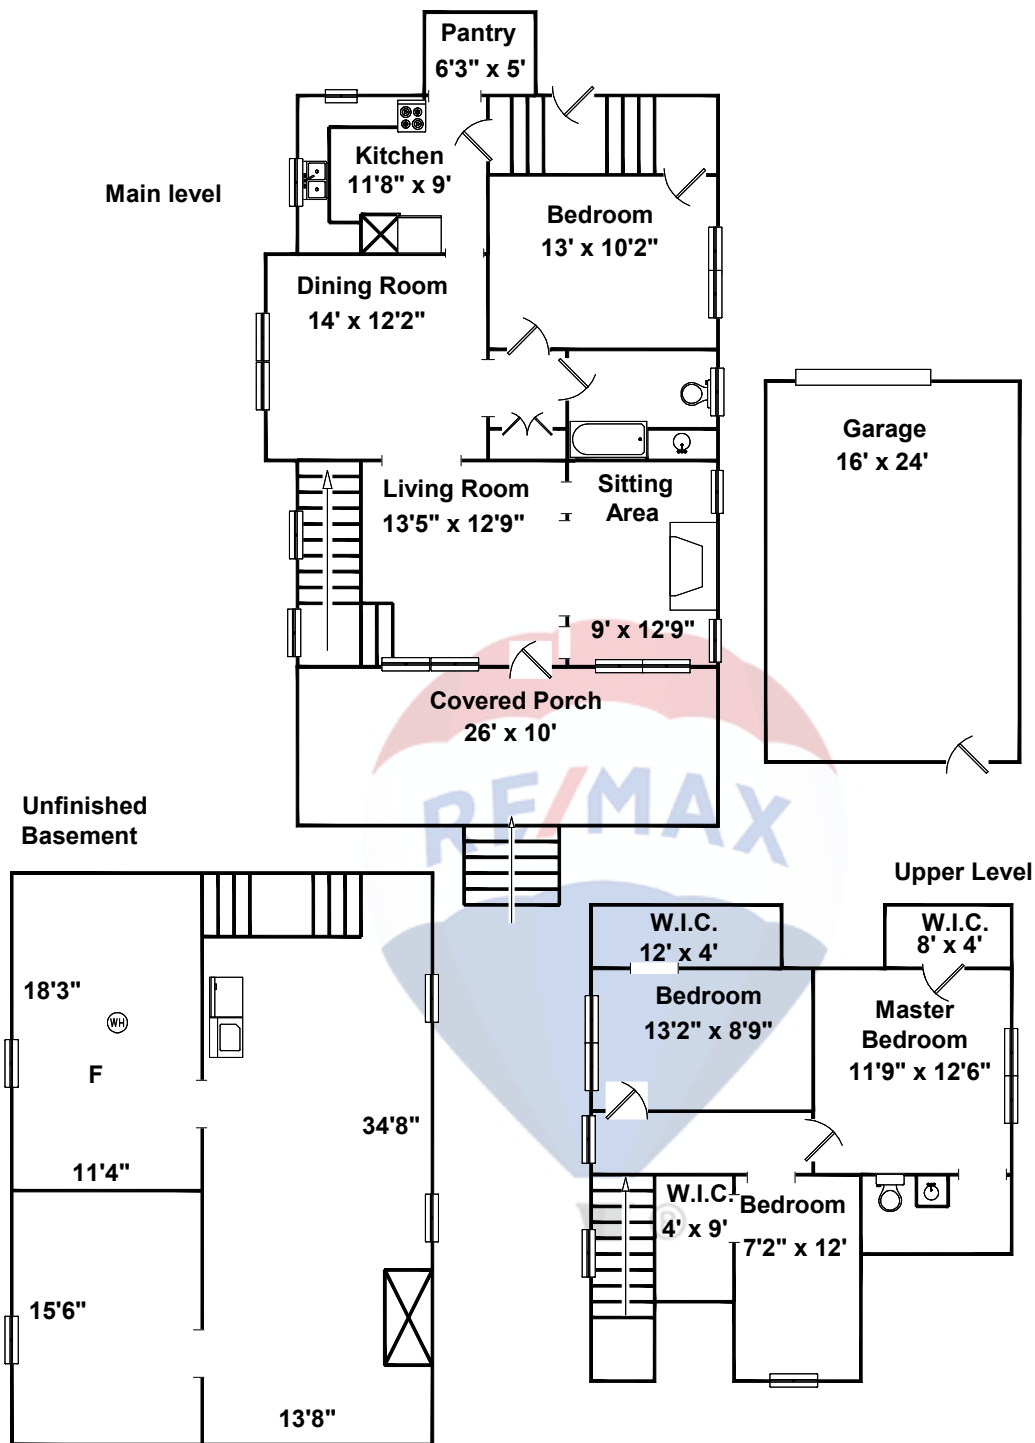 Pantry
6'3" x 5'
Kitchen
11'8" x 9'
Main level
Bedroom
13' x 10'2"
Dining Room
14' x 12'2"
Garage
16' x 24'
Living Room
13'5" x 12'9"
Sitting
Area
9' x 12'9"
Covered Porch
26' x 10'
RE/MAX
Unfinished
Basement
18'3"
WH
F
34'8"
11'4"
15'6"
13'8"
Upper Level
W.I.C.
12' x 4'
W.I.C.
8' x 4'
Bedroom
13'2" x 8'9"
Master
Bedroom
11'9" x 12'6"
W.I.C.
4' x 9'
Bedroom
7'2" x 12'
®